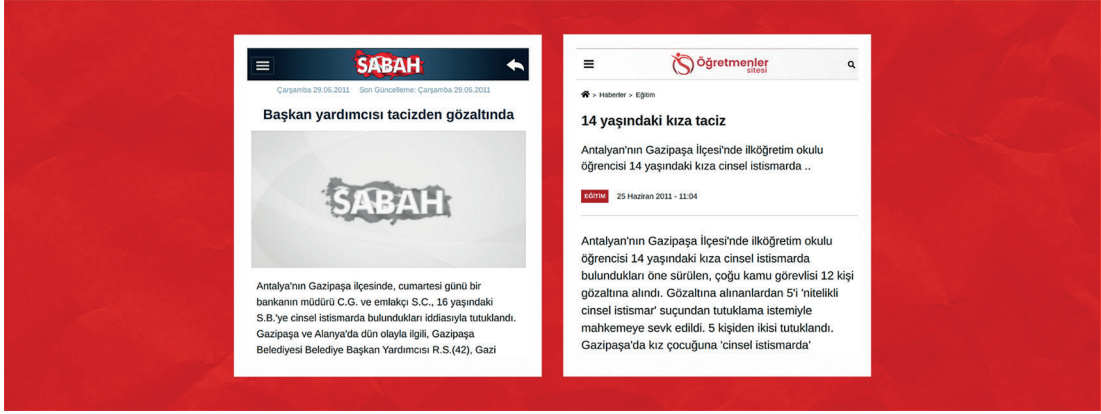 SABAH
Çarşamba 29.06.2011 Son Güncelleme: Çarşamba 29.06.2011
Başkan yardımcısı tacizden gözaltında
SABAH
Antalya'nın Gazipaşa ilçesinde, cumartesi günü bir
bankanın müdürü C.G. ve emlakçı S.C., 16 yaşındaki
S.B.'ye cinsel istismarda bulundukları iddiasıyla tutuklandı.
Gazipaşa ve Alanya'da dün olayla ilgili, Gazipaşa
Belediyesi Belediye Başkan Yardımcısı R.S.(42), Gazi
Öğretmenler
sitesi
> Haberler > Eğitim
14 yaşındaki kıza taciz
Antalyan'nın Gazipaşa İlçesi'nde ilköğretim okulu
öğrencisi 14 yaşındaki kıza cinsel istismarda ..
EĞİTİM 25 Haziran 2011 - 11:04
Antalyan'nın Gazipaşa İlçesi'nde ilköğretim okulu
öğrencisi 14 yaşındaki kıza cinsel istismarda
bulundukları öne sürülen, çoğu kamu görevlisi 12 kişi
gözaltına alındı. Gözaltına alınanlardan 5'i 'nitelikli
cinsel istismar' suçundan tutuklama istemiyle
mahkemeye sevk edildi. 5 kişiden ikisi tutuklandı.
Gazipaşa'da kız çocuğuna 'cinsel istismarda'